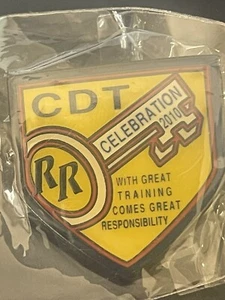 CDT
CELEBRATION
2010
RR
WITH GREAT
TRAINING
COMES GREAT
RESPONSIBILITY